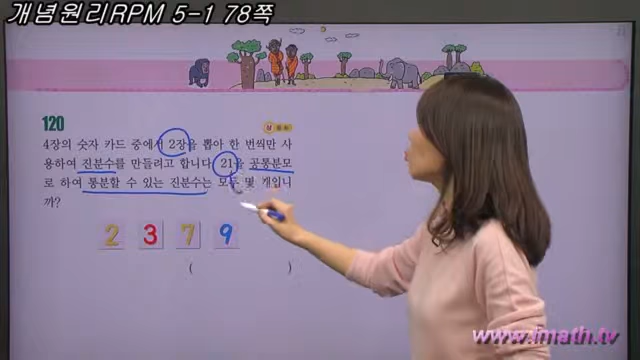 개념원리RPM 5-1 78쪽
120
4장의 숫자 카드 중에서 2장을 뽑아 한 번씩만 사
용하여 진분수를 만들려고 합니다. 21을 공통분모
로 하여 통분할 수 있는 진분수는 모두 몇 개입니
까?
2 3 7 9
( )
www.imath.tv